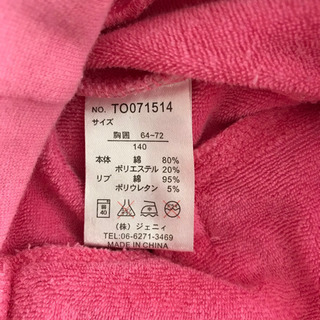 NO. TO071514
サイズ
胸囲 64-72
140
本体 綿 80%
ポリエステル 20%
リブ 綿 95%
ポリウレタン 5%
40
(株) ジェニィ
TEL:06-6271-3469
MADE IN CHINA